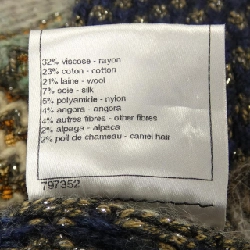 32% viscose - rayon
23% coton - cotton
21% laine - wool
7% soie - silk
5% polyamide - nylon
4% angora - angora
4% autres fibres - other fibres
2% alpaga - alpaca
2% poil de chameau - camel hair
797352